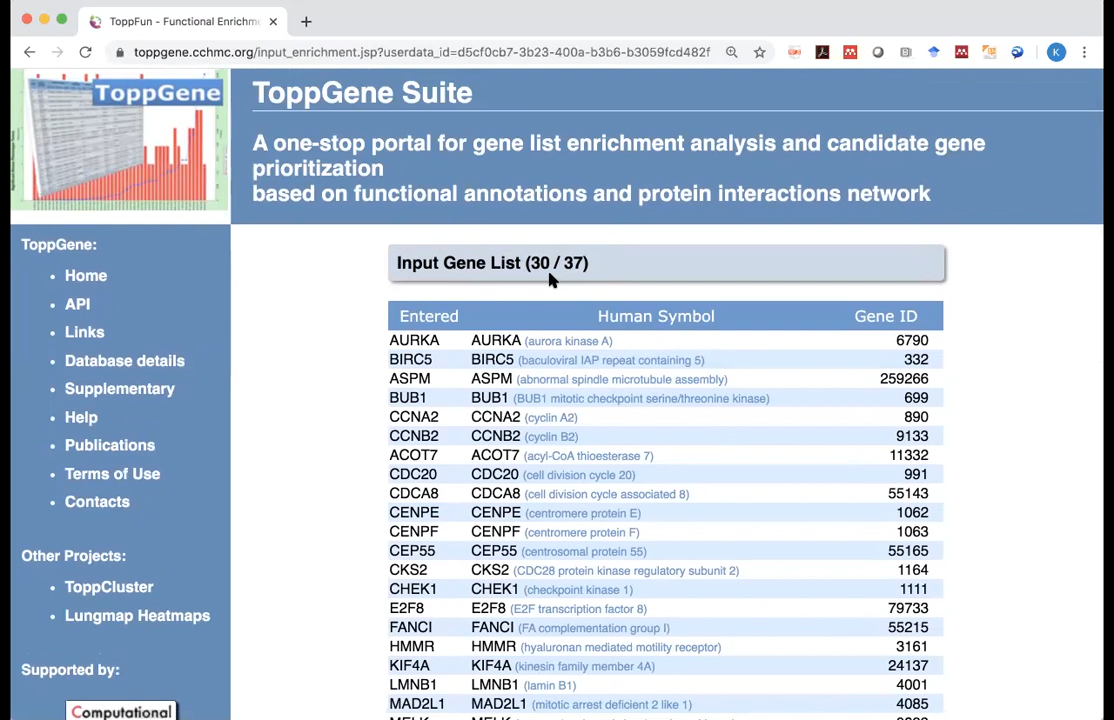 ToppFun - Functional Enrichm
toppgene.cchmc.org/input_enrichment.jsp?userdata_id=d5cf0cb7-3b23-400a-b3b6-b3059fcd482f
K
ToppGene
ToppGene Suite
A one-stop portal for gene list enrichment analysis and candidate gene
prioritization
based on functional annotations and protein interactions network
ToppGene:
Home
API
Links
Database details
Supplementary
Help
Publications
Terms of Use
Contacts
Other Projects:
ToppCluster
Lungmap Heatmaps
Supported by:
Computational
Input Gene List (30 / 37)
Entered Human Symbol Gene ID
AURKA AURKA (aurora kinase A) 6790
BIRC5 BIRC5 (baculoviral IAP repeat containing 5) 332
ASPM ASPM (abnormal spindle microtubule assembly) 259266
BUB1 BUB1 (BUB1 mitotic checkpoint serine/threonine kinase) 699
CCNA2 CCNA2 (cyclin A2) 890
CCNB2 CCNB2 (cyclin B2) 9133
ACOT7 ACOT7 (acyl-CoA thioesterase 7) 11332
CDC20 CDC20 (cell division cycle 20) 991
CDCA8 CDCA8 (cell division cycle associated 8) 55143
CENPE CENPE (centromere protein E) 1062
CENPF CENPF (centromere protein F) 1063
CEP55 CEP55 (centrosomal protein 55) 55165
CKS2 CKS2 (CDC28 protein kinase regulatory subunit 2) 1164
CHEK1 CHEK1 (checkpoint kinase 1) 1111
E2F8 E2F8 (E2F transcription factor 8) 79733
FANCI FANCI (FA complementation group I) 55215
HMMR HMMR (hyaluronan mediated motility receptor) 3161
KIF4A KIF4A (kinesin family member 4A) 24137
LMNB1 LMNB1 (lamin B1) 4001
MAD2L1 MAD2L1 (mitotic arrest deficient 2 like 1) 4085